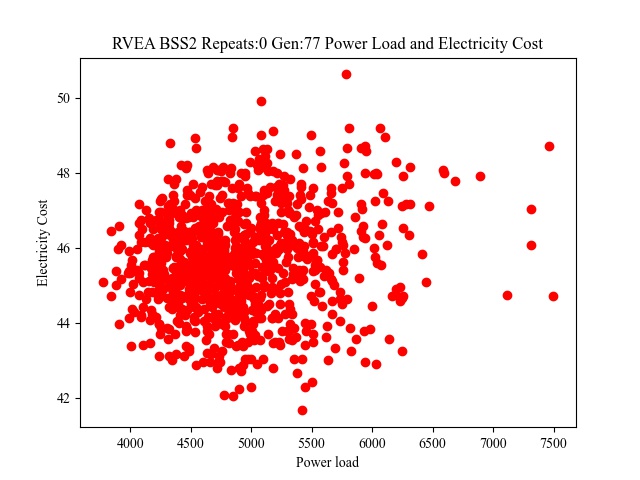 RVEA BSS2 Repeats:0 Gen:77 Power Load and Electricity Cost
50
48
46
44
42
Electricity Cost
4000 4500 5000 5500 6000 6500 7000 7500
Power load